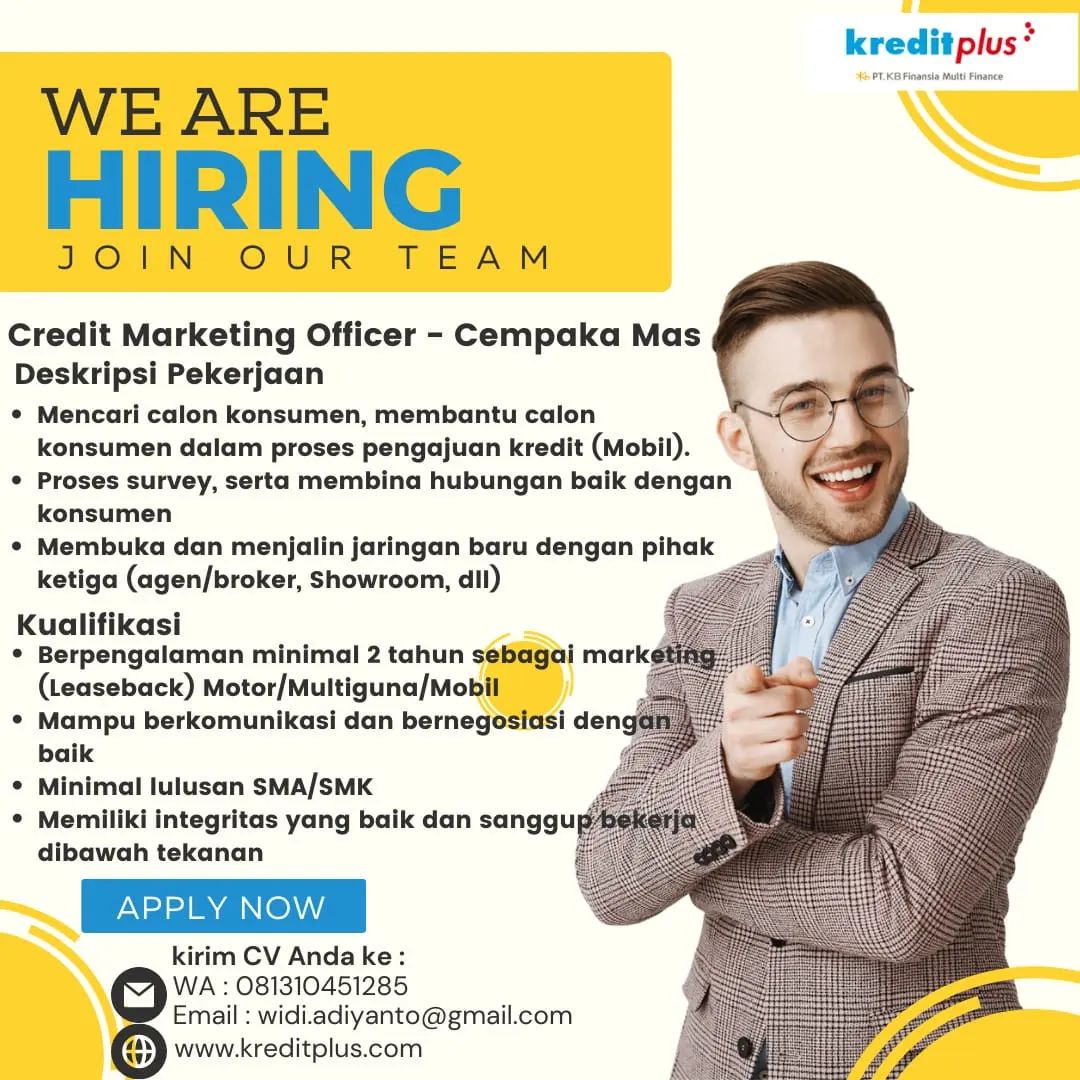 kreditplus
PT. KB Finansia Multi Finance
WE ARE
HIRING
JOIN OUR TEAM
Credit Marketing Officer - Cempaka Mas
Deskripsi Pekerjaan
• Mencari calon konsumen, membantu calon
konsumen dalam proses pengajuan kredit (Mobil).
• Proses survey, serta membina hubungan baik dengan
konsumen
• Membuka dan menjalin jaringan baru dengan pihak
ketiga (agen/broker, Showroom, dll)
Kualifikasi
• Berpengalaman minimal 2 tahun sebagai marketing
(Leaseback) Motor/Multiguna/Mobil
• Mampu berkomunikasi dan bernegosiasi dengan
baik
• Minimal lulusan SMA/SMK
• Memiliki integritas yang baik dan sanggup bekerja
dibawah tekanan
APPLY NOW
kirim CV Anda ke :
WA : 081310451285
Email : widi.adiyanto@gmail.com
www.kreditplus.com